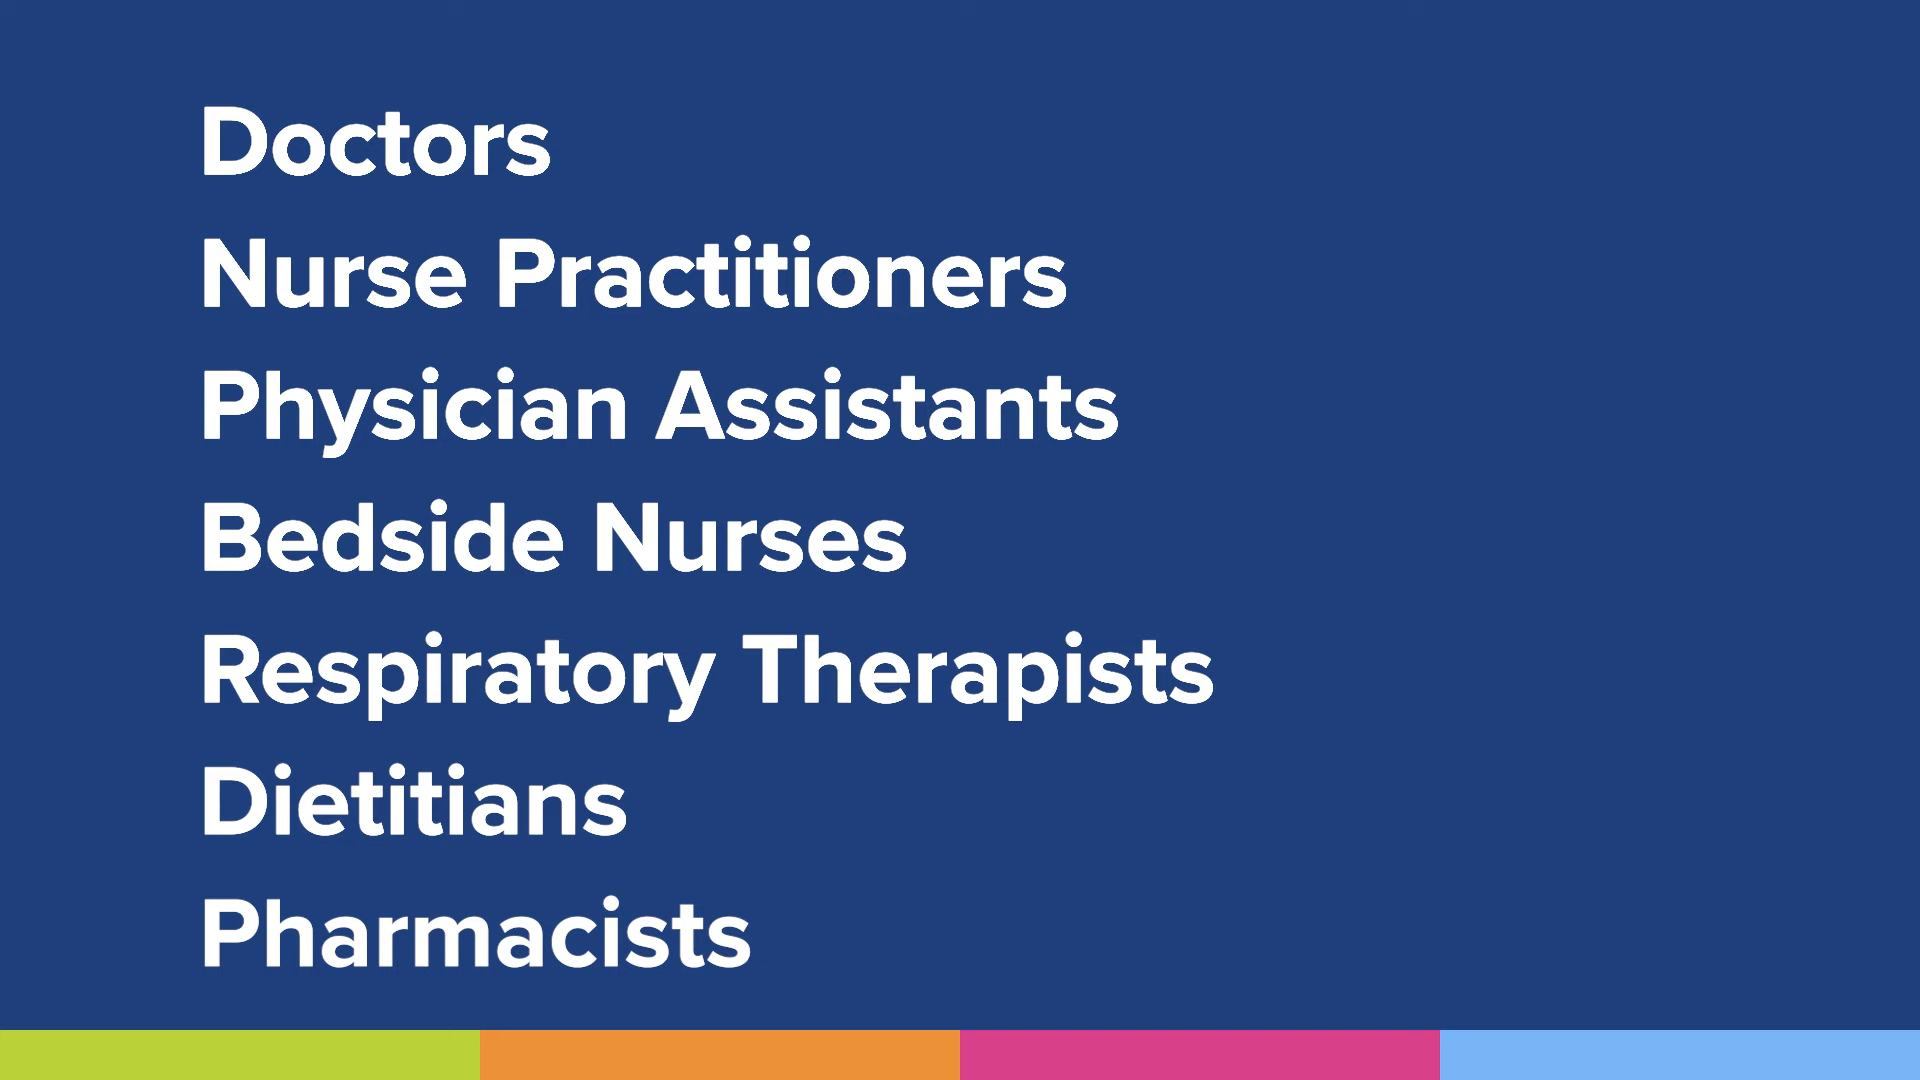 Doctors
Nurse Practitioners
Physician Assistants
Bedside Nurses
Respiratory Therapists
Dietitians
Pharmacists